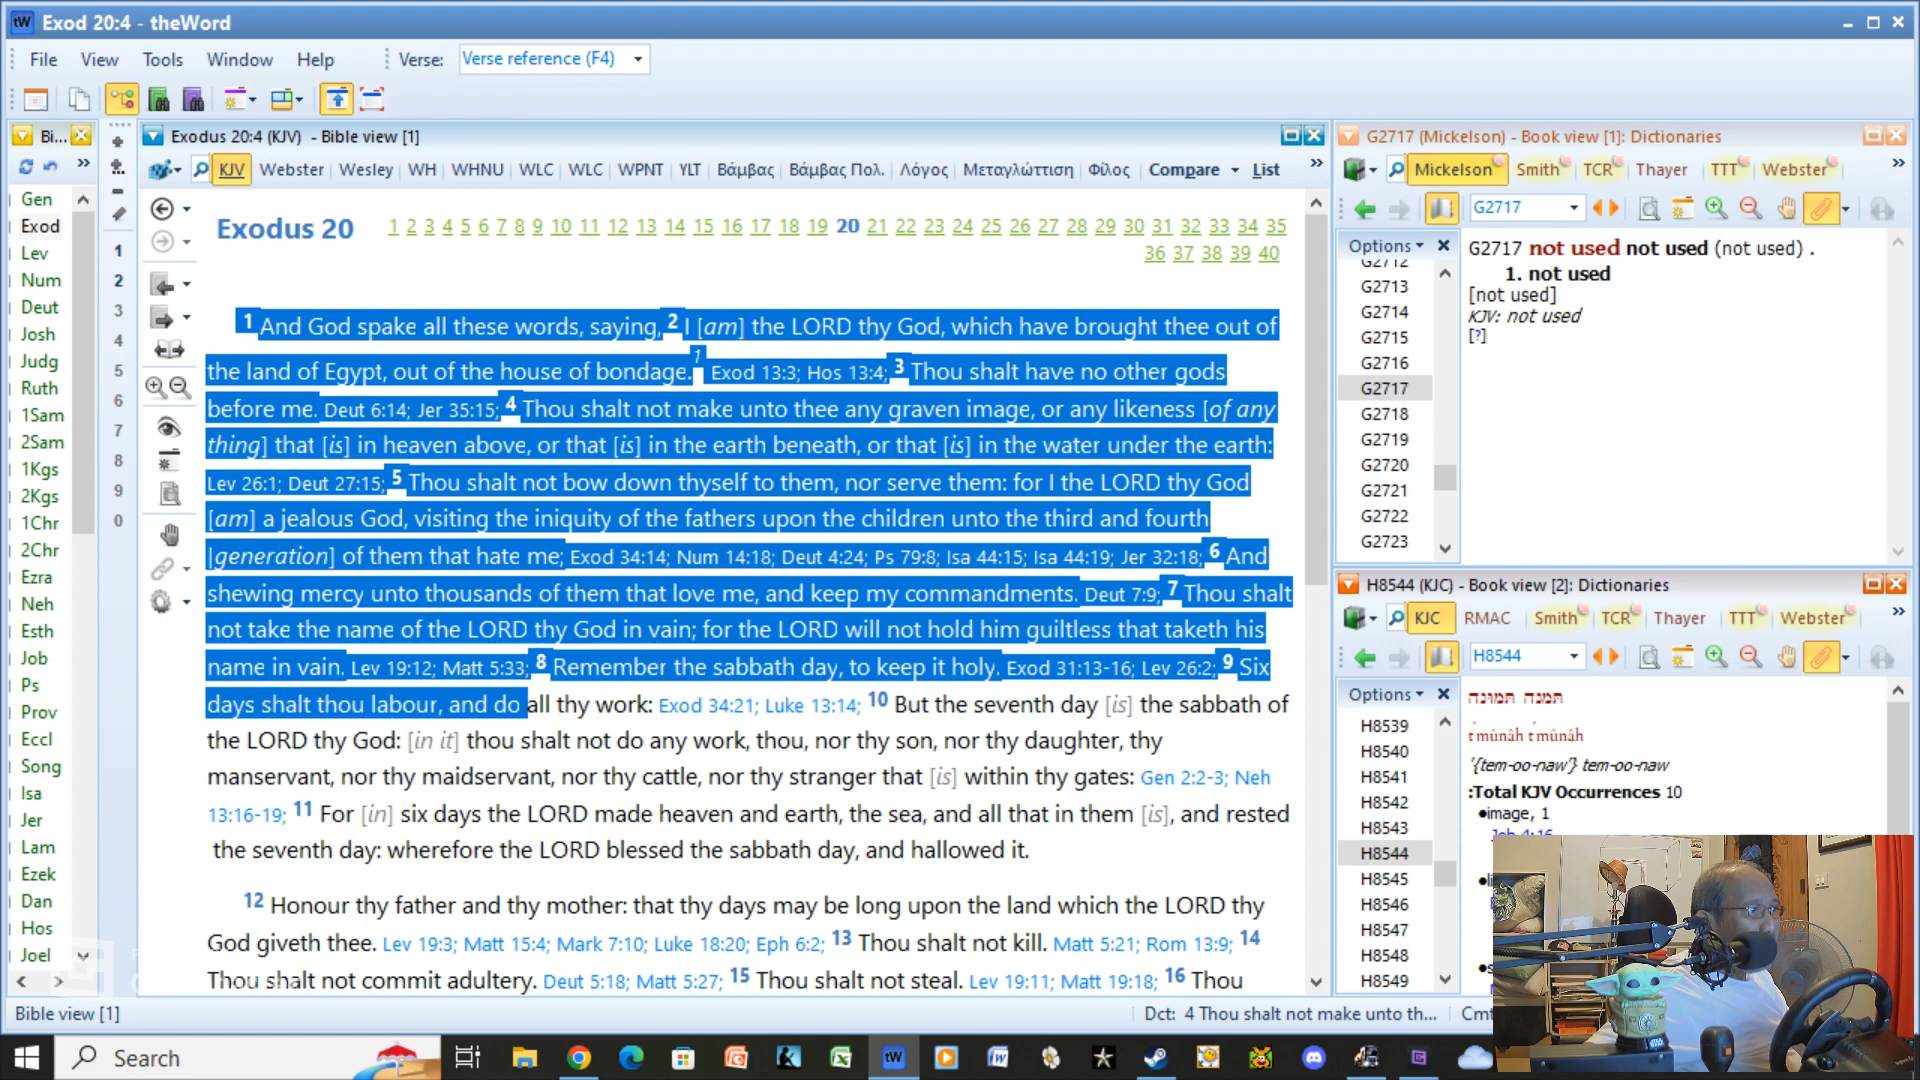 Exod 20:4 - theWord
File View Tools Window Help Verse: Verse reference (F4)
Bi...
Gen
Exod
Lev
Num
Deut
Josh
Judg
Ruth
1Sam
2Sam
1Kgs
2Kgs
1Chr
2Chr
Ezra
Neh
Esth
Job
Ps
Prov
Eccl
Song
Isa
Jer
Lam
Ezek
Dan
Hos
Joel
1
2
3
4
5
6
7
8
9
0
Exodus 20:4 (KJV) - Bible view [1]
KJV Webster Wesley WH WHNU WLC WLC WPNT YLT Βάμβας Βάμβας Πολ. Λόγος Μεταγλώττιση Φίλος Compare List
Exodus 20 1 2 3 4 5 6 7 8 9 10 11 12 13 14 15 16 17 18 19 20 21 22 23 24 25 26 27 28 29 30 31 32 33 34 35
36 37 38 39 40
1 And God spake all these words, saying, 2 I [am] the LORD thy God, which have brought thee out of
the land of Egypt, out of the house of bondage. 1 Exod 13:3; Hos 13:4; 3 Thou shalt have no other gods
before me. Deut 6:14; Jer 35:15; 4 Thou shalt not make unto thee any graven image, or any likeness [of any
thing] that [is] in heaven above, or that [is] in the earth beneath, or that [is] in the water under the earth:
Lev 26:1; Deut 27:15; 5 Thou shalt not bow down thyself to them, nor serve them: for I the LORD thy God
[am] a jealous God, visiting the iniquity of the fathers upon the children unto the third and fourth
[generation] of them that hate me; Exod 34:14; Num 14:18; Deut 4:24; Ps 79:8; Isa 44:15; Isa 44:19; Jer 32:18; 6 And
shewing mercy unto thousands of them that love me, and keep my commandments. Deut 7:9; 7 Thou shalt
not take the name of the LORD thy God in vain; for the LORD will not hold him guiltless that taketh his
name in vain. Lev 19:12; Matt 5:33; 8 Remember the sabbath day, to keep it holy. Exod 31:13-16; Lev 26:2; 9 Six
days shalt thou labour, and do all thy work: Exod 34:21; Luke 13:14; 10 But the seventh day [is] the sabbath of
the LORD thy God: [in it] thou shalt not do any work, thou, nor thy son, nor thy daughter, thy
manservant, nor thy maidservant, nor thy cattle, nor thy stranger that [is] within thy gates: Gen 2:2-3; Neh
13:16-19; 11 For [in] six days the LORD made heaven and earth, the sea, and all that in them [is], and rested
the seventh day: wherefore the LORD blessed the sabbath day, and hallowed it.
12 Honour thy father and thy mother: that thy days may be long upon the land which the LORD thy
God giveth thee. Lev 19:3; Matt 15:4; Mark 7:10; Luke 18:20; Eph 6:2; 13 Thou shalt not kill. Matt 5:21; Rom 13:9; 14
Thou shalt not commit adultery. Deut 5:18; Matt 5:27; 15 Thou shalt not steal. Lev 19:11; Matt 19:18; 16 Thou
G2717 (Mickelson) - Book view [1]: Dictionaries
Mickelson Smith TCR Thayer TTT Webster
G2717
Options
G2712
G2713
G2714
G2715
G2716
G2717
G2718
G2719
G2720
G2721
G2722
G2723
G2717 not used not used (not used) .
1. not used
[not used]
KJV: not used
[?]
H8544 (KJC) - Book view [2]: Dictionaries
KJC RMAC Smith TCR Thayer TTT Webster
H8544
Options
H8539
H8540
H8541
H8542
H8543
H8544
H8545
H8546
H8547
H8548
H8549
תּמנה תּמוּנה
temûnâh temûnâh
'{tem-oo-naw'} tem-oo-naw
:Total KJV Occurrences 10
•image, 1
Bible view [1] Dct: 4 Thou shalt not make unto th... Cmt
Search